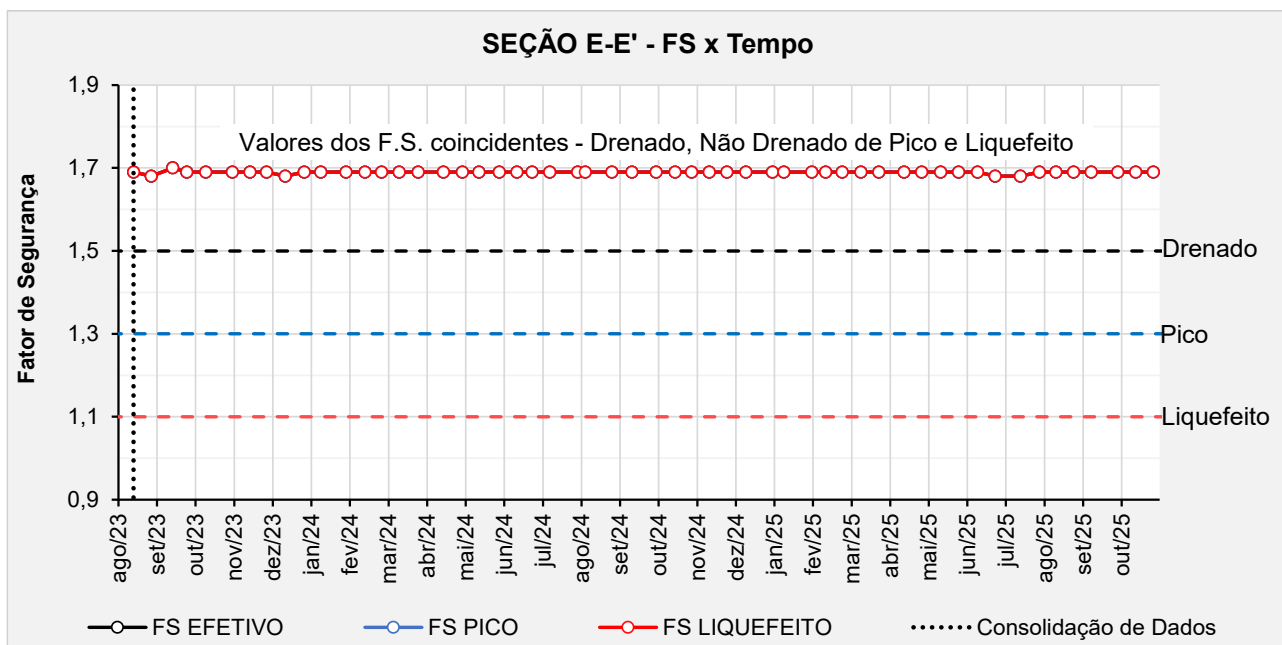 SEÇÃO E-E' - FS x Tempo
1,9
Valores dos F.S. coincidentes - Drenado, Não Drenado de Pico e Liquefeito
1,7
1,5
Drenado
1,3
Pico
1,1
Liquefeito
0,9
Fator de Segurança
ago/23
set/23
out/23
nov/23
dez/23
jan/24
fev/24
mar/24
abr/24
mai/24
jun/24
jul/24
ago/24
set/24
out/24
nov/24
dez/24
jan/25
fev/25
mar/25
abr/25
mai/25
jun/25
jul/25
ago/25
set/25
out/25
FS EFETIVO FS PICO FS LIQUEFEITO Consolidação de Dados